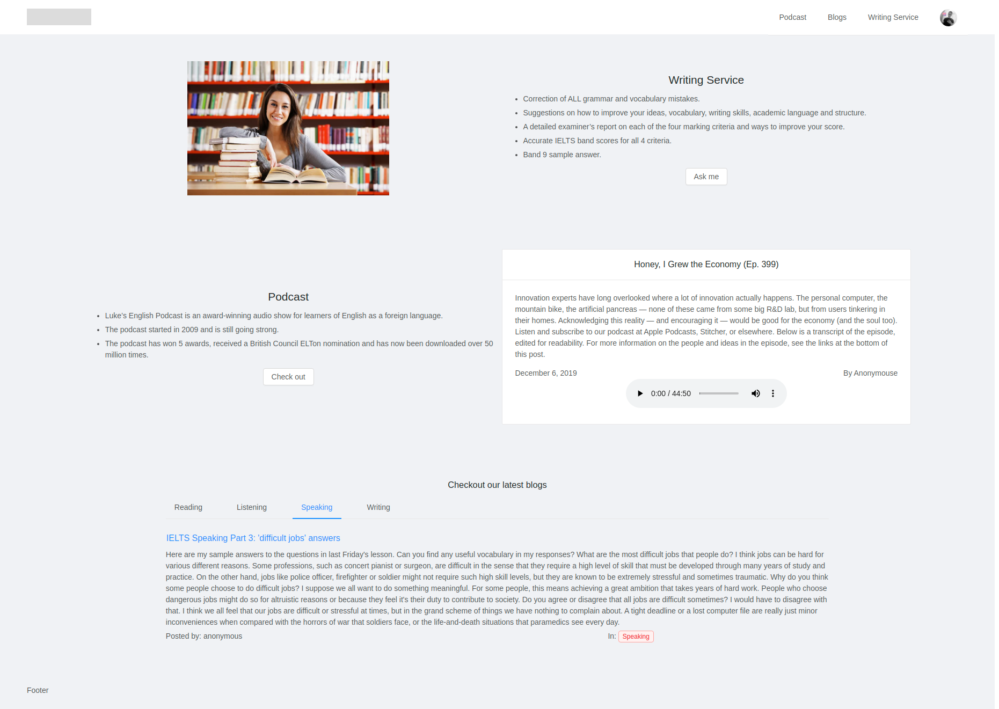 Podcast Blogs Writing Service
Writing Service
Correction of ALL grammar and vocabulary mistakes.
Suggestions on how to improve your ideas, vocabulary, writing skills, academic language and structure.
A detailed examiner’s report on each of the four marking criteria and ways to improve your score.
Accurate IELTS band scores for all 4 criteria.
Band 9 sample answer.
Ask me
Podcast
Luke’s English Podcast is an award-winning audio show for learners of English as a foreign language.
The podcast started in 2009 and is still going strong.
The podcast has won 5 awards, received a British Council ELTon nomination and has now been downloaded over 50
million times.
Check out
Honey, I Grew the Economy (Ep. 399)
Innovation experts have long overlooked where a lot of innovation actually happens. The personal computer, the
mountain bike, the artificial pancreas — none of these came from some big R&D lab, but from users tinkering in
their homes. Acknowledging this reality — and encouraging it — would be good for the economy (and the soul too).
Listen and subscribe to our podcast at Apple Podcasts, Stitcher, or elsewhere. Below is a transcript of the episode,
edited for readability. For more information on the people and ideas in the episode, see the links at the bottom of
this post.
December 6, 2019 By Anonymouse
0:00 / 44:50
Checkout our latest blogs
Reading Listening Speaking Writing
IELTS Speaking Part 3: 'difficult jobs' answers
Here are my sample answers to the questions in last Friday's lesson. Can you find any useful vocabulary in my responses? What are the most difficult jobs that people do? I think jobs can be hard for
various different reasons. Some professions, such as concert pianist or surgeon, are difficult in the sense that they require a high level of skill that must be developed through many years of study and
practice. On the other hand, jobs like police officer, firefighter or soldier might not require such high skill levels, but they are known to be extremely stressful and sometimes traumatic. Why do you think
some people choose to do difficult jobs? I suppose we all want to do something meaningful. For some people, this means achieving a great ambition that takes years of hard work. People who choose
dangerous jobs might do so for altruistic reasons or because they feel it's their duty to contribute to society. Do you agree or disagree that all jobs are difficult sometimes? I would have to disagree with
that. I think we all feel that our jobs are difficult or stressful at times, but in the grand scheme of things we have nothing to complain about. A tight deadline or a lost computer file are really just minor
inconveniences when compared with the horrors of war that soldiers face, or the life-and-death situations that paramedics see every day.
Posted by: anonymous In: Speaking
Footer